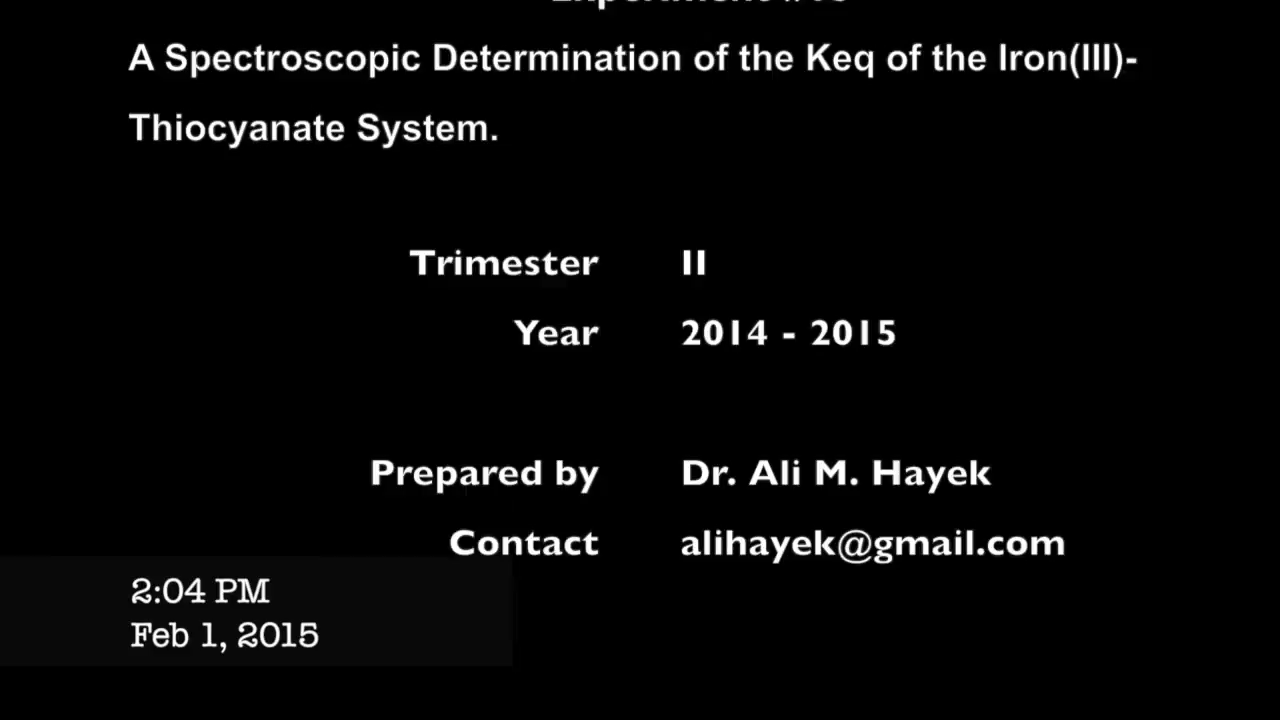 A Spectroscopic Determination of the Keq of the Iron(III)-
Thiocyanate System.
Trimester II
Year 2014 - 2015
Prepared by Dr. Ali M. Hayek
Contact alihayek@gmail.com
2:04 PM
Feb 1, 2015